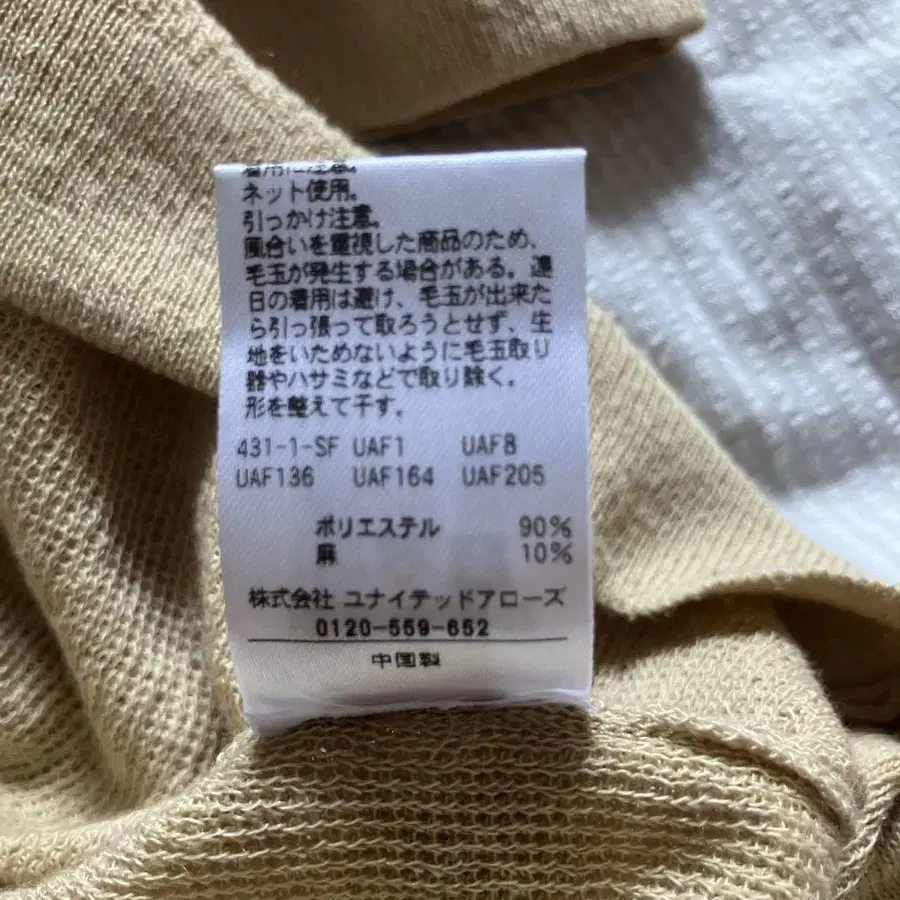 着用に注意。
ネット使用。
引っかけ注意。
風合いを重視した商品のため、
毛玉が発生する場合がある。連
日の着用は避け、毛玉が出来た
ら引っ張って取ろうとせず、生
地をいためないように毛玉取り
器やハサミなどで取り除く。
形を整えて干す。
431-1-SF UAF1 UAF8
UAF136 UAF164 UAF205
ポリエステル 90%
麻 10%
株式会社 ユナイテッドアローズ
0120-559-652
中国製